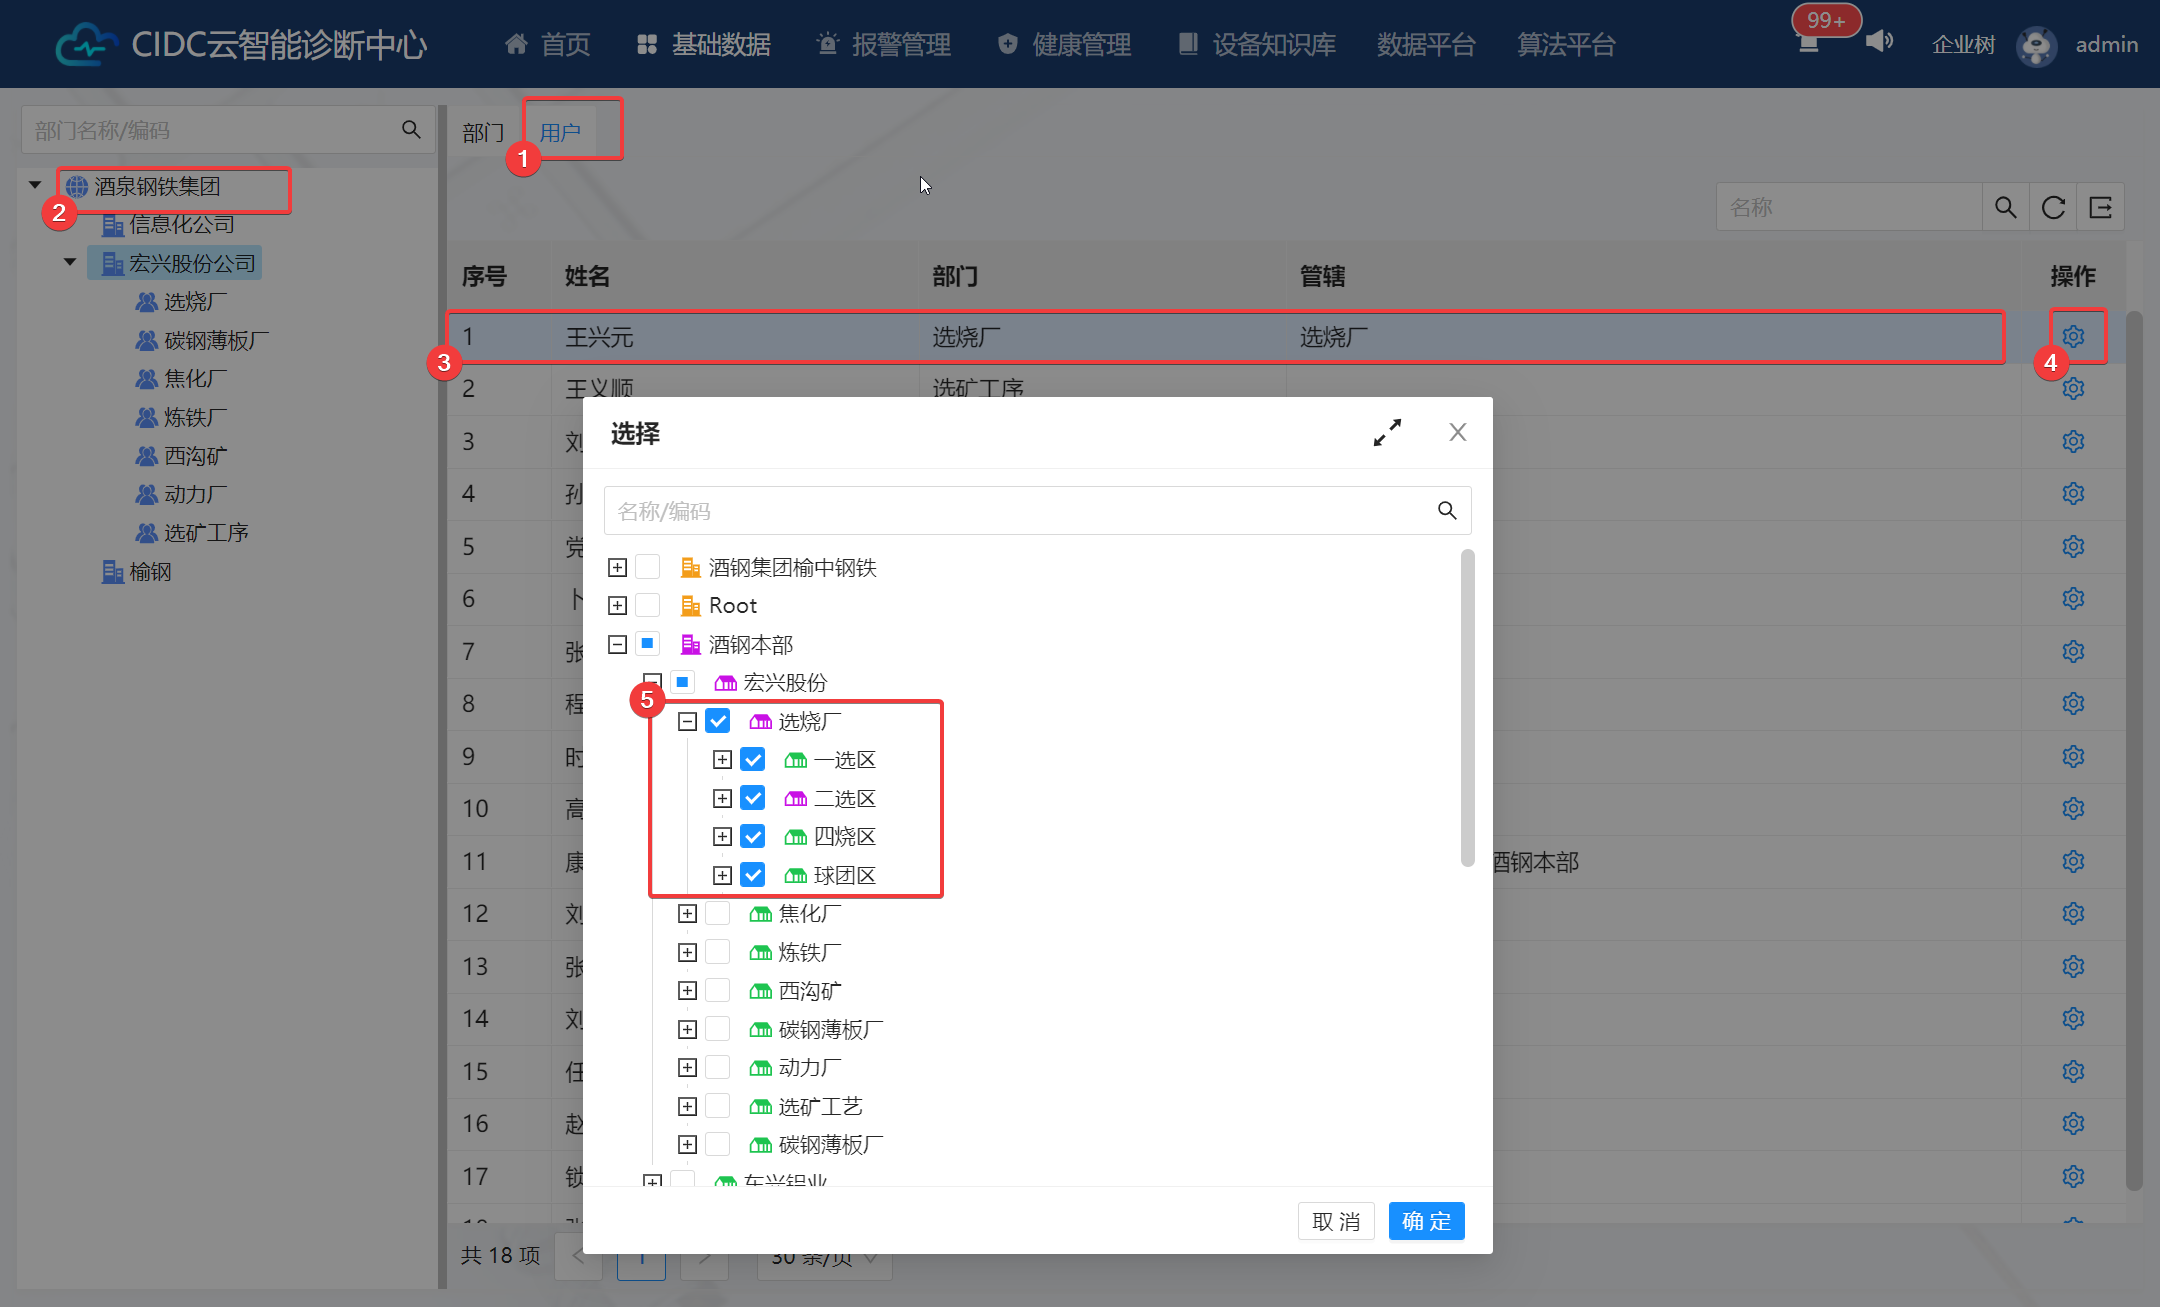 CIDC云智能诊断中心
首页
基础数据
报警管理
健康管理
设备知识库
数据平台
算法平台
99+
企业树
admin
部门名称/编码
部门
用户
1
酒泉钢铁集团
2
信息化公司
宏兴股份公司
选烧厂
碳钢薄板厂
焦化厂
炼铁厂
西沟矿
动力厂
选矿工序
榆钢
名称
序号 姓名 部门 管辖 操作
1 王兴元 选烧厂 选烧厂
3
4
2 王义顺 选矿工序
3 刘
4 孙
5 党
6 卜
7 张
8 程
9 时
10 高
11 康 酒钢本部
12 刘
13 张
14 刘
15 任
16 赵
17 锁
选择
名称/编码
酒钢集团榆中钢铁
Root
酒钢本部
宏兴股份
5
选烧厂
一选区
二选区
四烧区
球团区
焦化厂
炼铁厂
西沟矿
碳钢薄板厂
动力厂
选矿工艺
碳钢薄板厂
东兴铝业
取消
确定
共 18 项
1
30 条/页